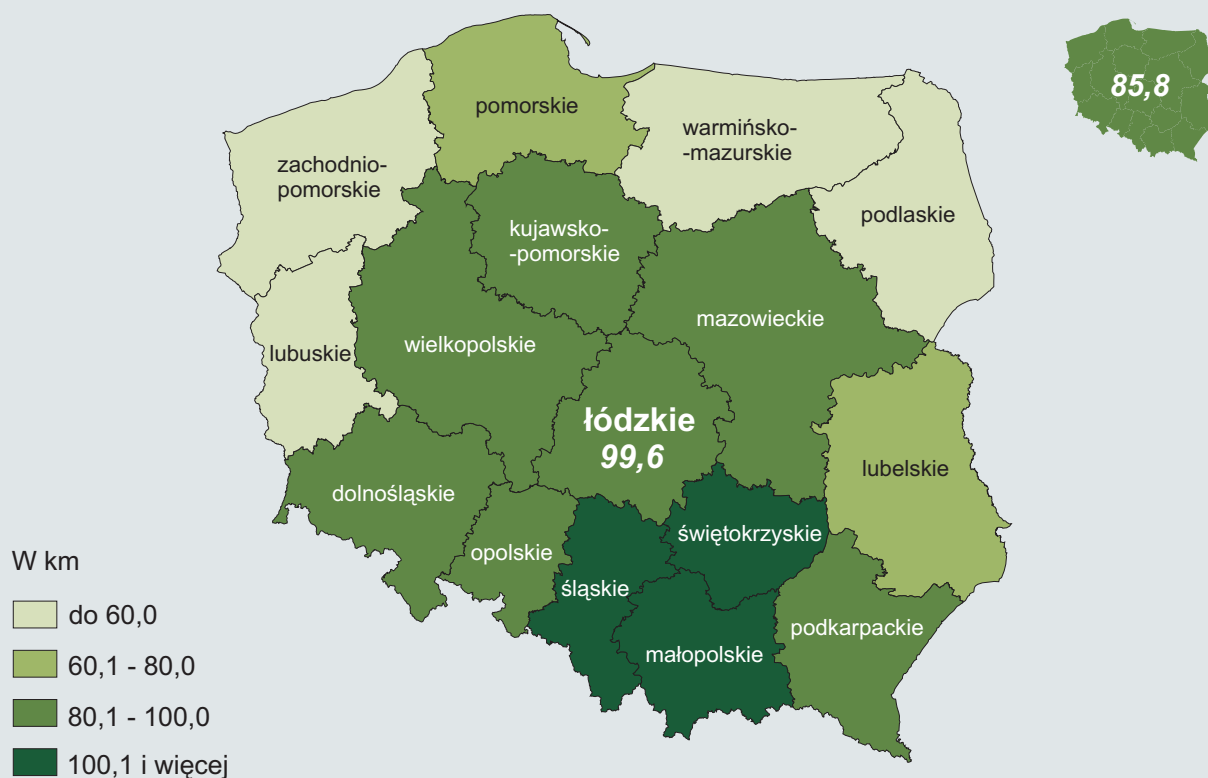 85,8
pomorskie
warmińsko-
-mazurskie
zachodnio-
pomorskie
podlaskie
kujawsko-
-pomorskie
mazowieckie
wielkopolskie
lubuskie
łódzkie
99,6
lubelskie
dolnośląskie
świętokrzyskie
opolskie
śląskie
podkarpackie
małopolskie
W km
do 60,0
60,1 - 80,0
80,1 - 100,0
100,1 i więcej